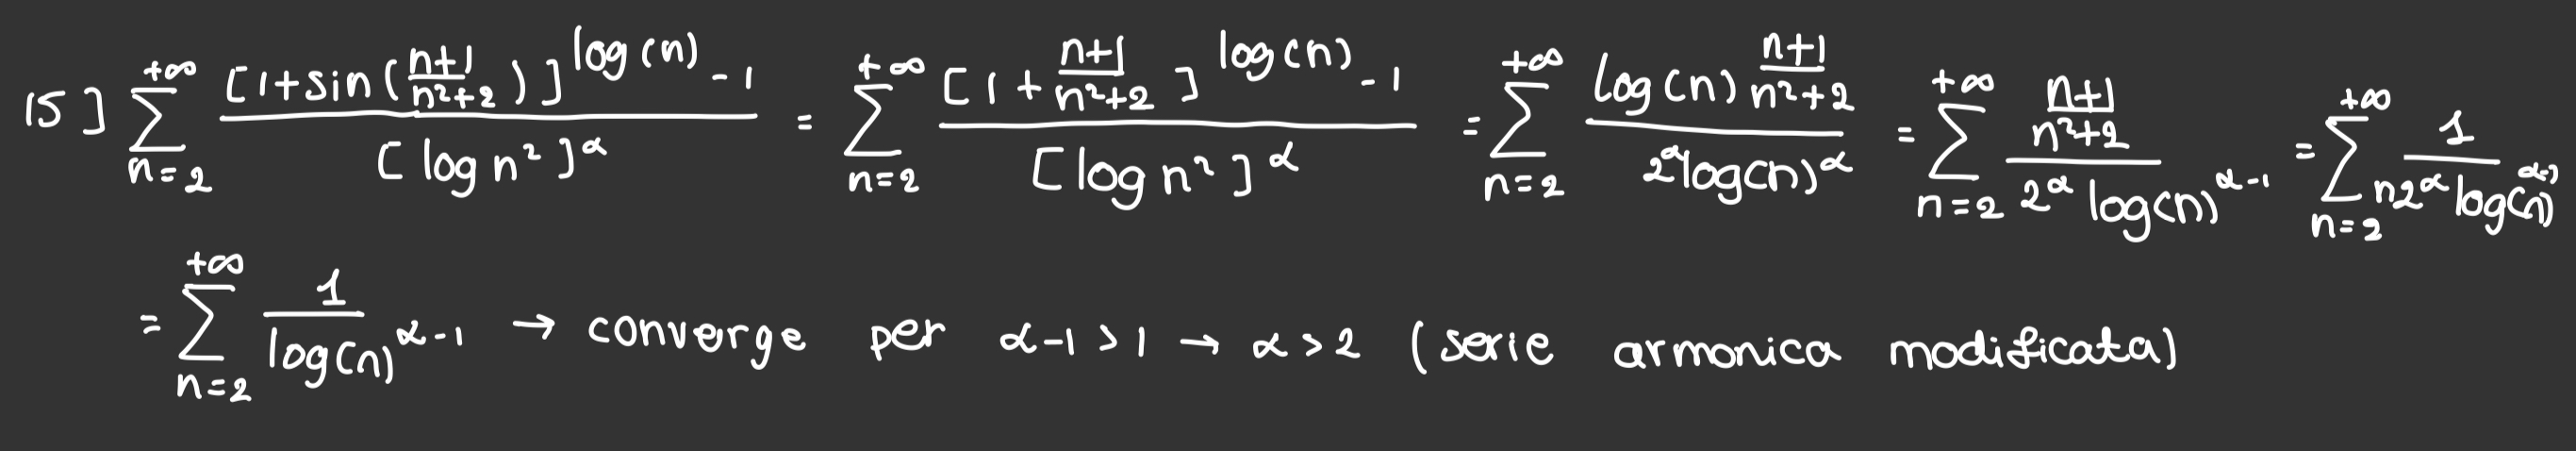 15] \sum_{n=2}^{+\infty} \frac{[1+\sin(\frac{n+1}{n^2+2})]^{\log(n)}-1}{[\log n^2]^\alpha} = \sum_{n=2}^{+\infty} \frac{[1+\frac{n+1}{n^2+2}]^{\log(n)}-1}{[\log n^2]^\alpha} = \sum_{n=2}^{+\infty} \frac{\log(n)\frac{n+1}{n^2+2}}{2^\alpha \log(n)^\alpha} = \sum_{n=2}^{+\infty} \frac{\frac{n+1}{n^2+2}}{2^\alpha \log(n)^{\alpha-1}} = \sum_{n=2}^{+\infty} \frac{1}{n2^\alpha \log(n)^{\alpha-1}}
= \sum_{n=2}^{+\infty} \frac{1}{\log(n)^{\alpha-1}} → converge per α-1>1 → α>2 (serie armonica modificata)